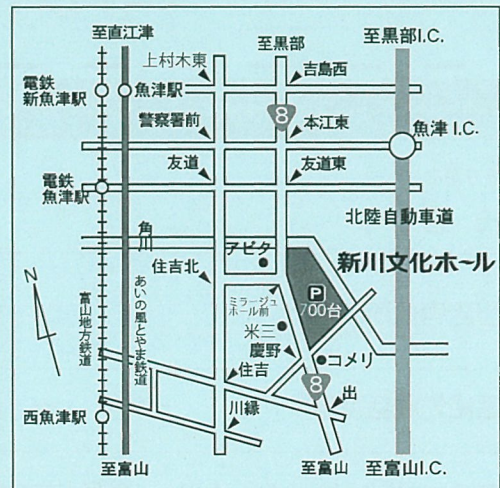 至直江津
至黒部
至黒部I.C.
上村木東
吉島西
電鉄
新魚津駅
魚津駅
8
警察署前
本江東
魚津 I.C.
友道
友道東
電鉄
魚津駅
北陸自動車道
角川
アピタ
新川文化ホール
住吉北
N
P
700台
ミラージュ
ホール前
あいの風とやま鉄道
富山地方鉄道
米三
慶野
コメリ
住吉
8
出
川縁
西魚津駅
至富山
至富山
至富山I.C.